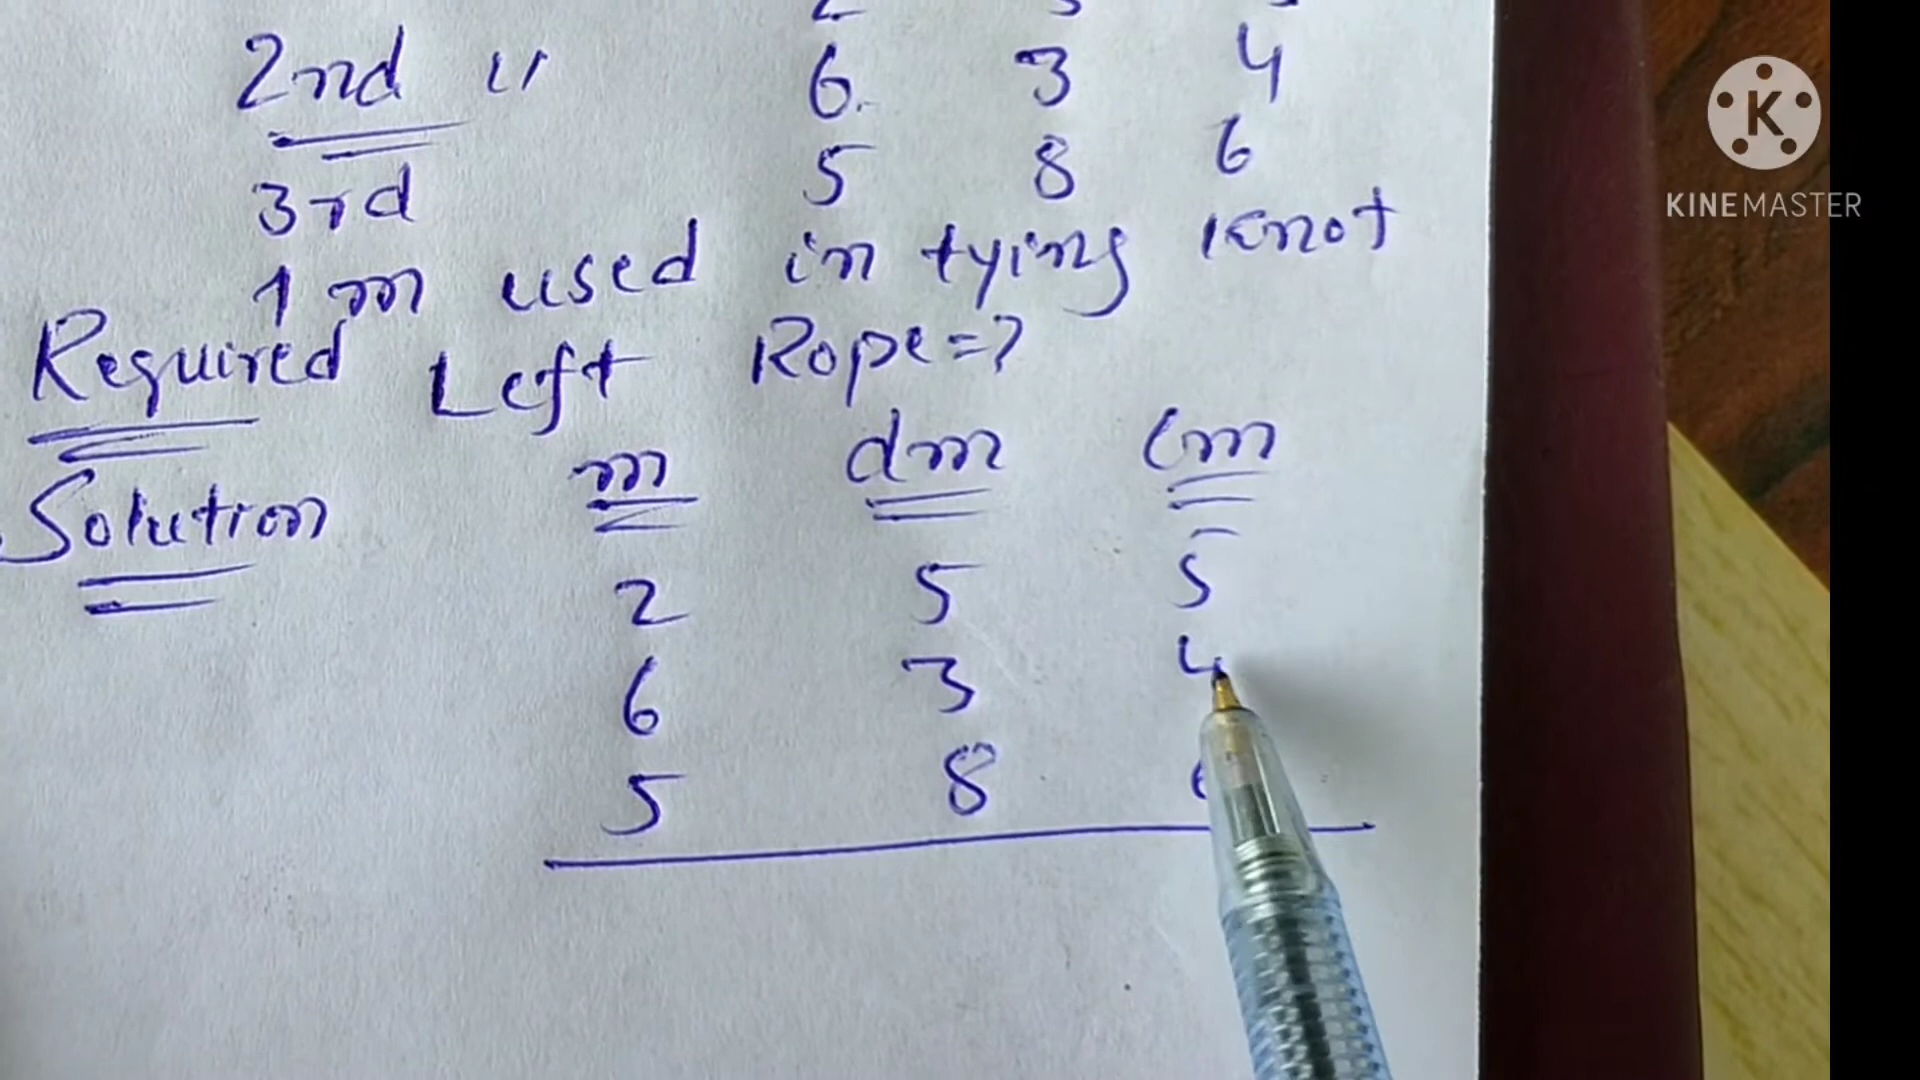 2nd "
6 3 4
3rd 5 8 6
1 m used in tying Knot
Required Left Rope=?
Solution m dm cm
2 5 5
6 3 4
5 8
K
KINEMASTER